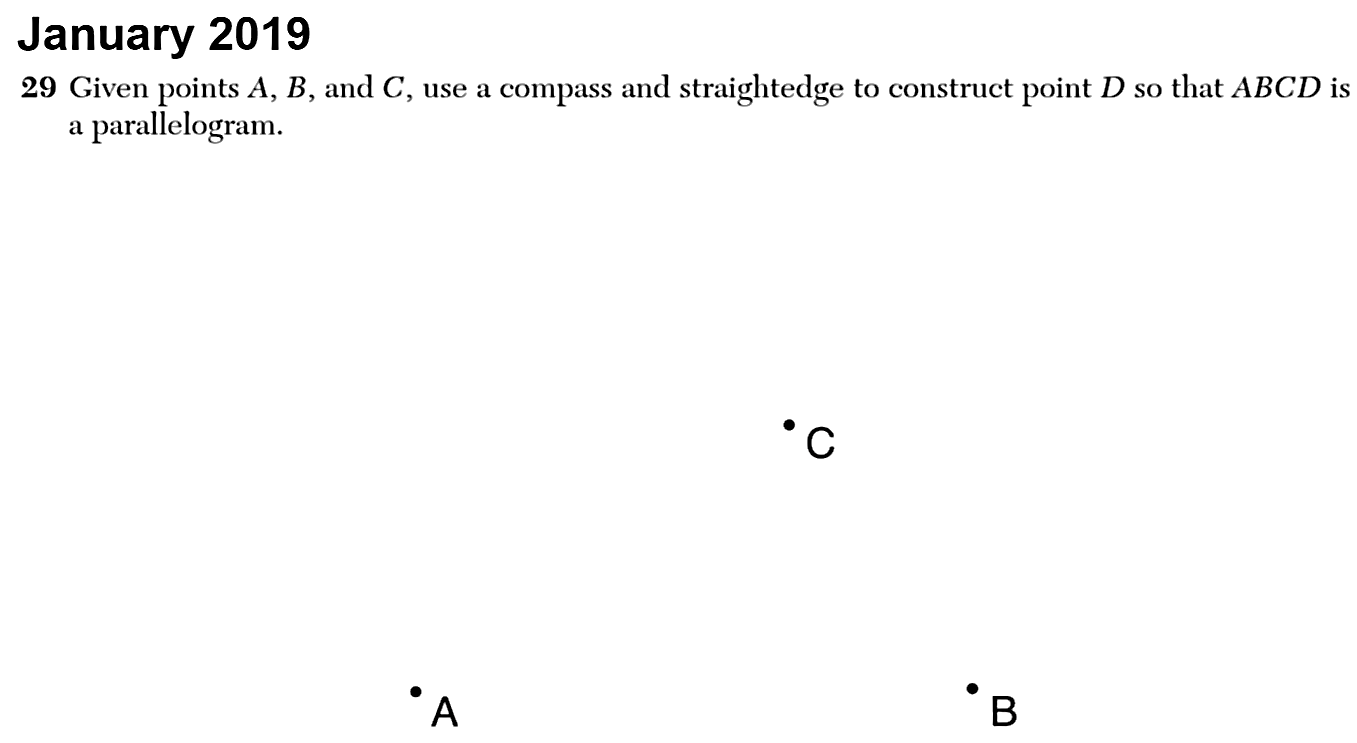 January 2019
29 Given points A, B, and C, use a compass and straightedge to construct point D so that ABCD is
a parallelogram.
C
A
B